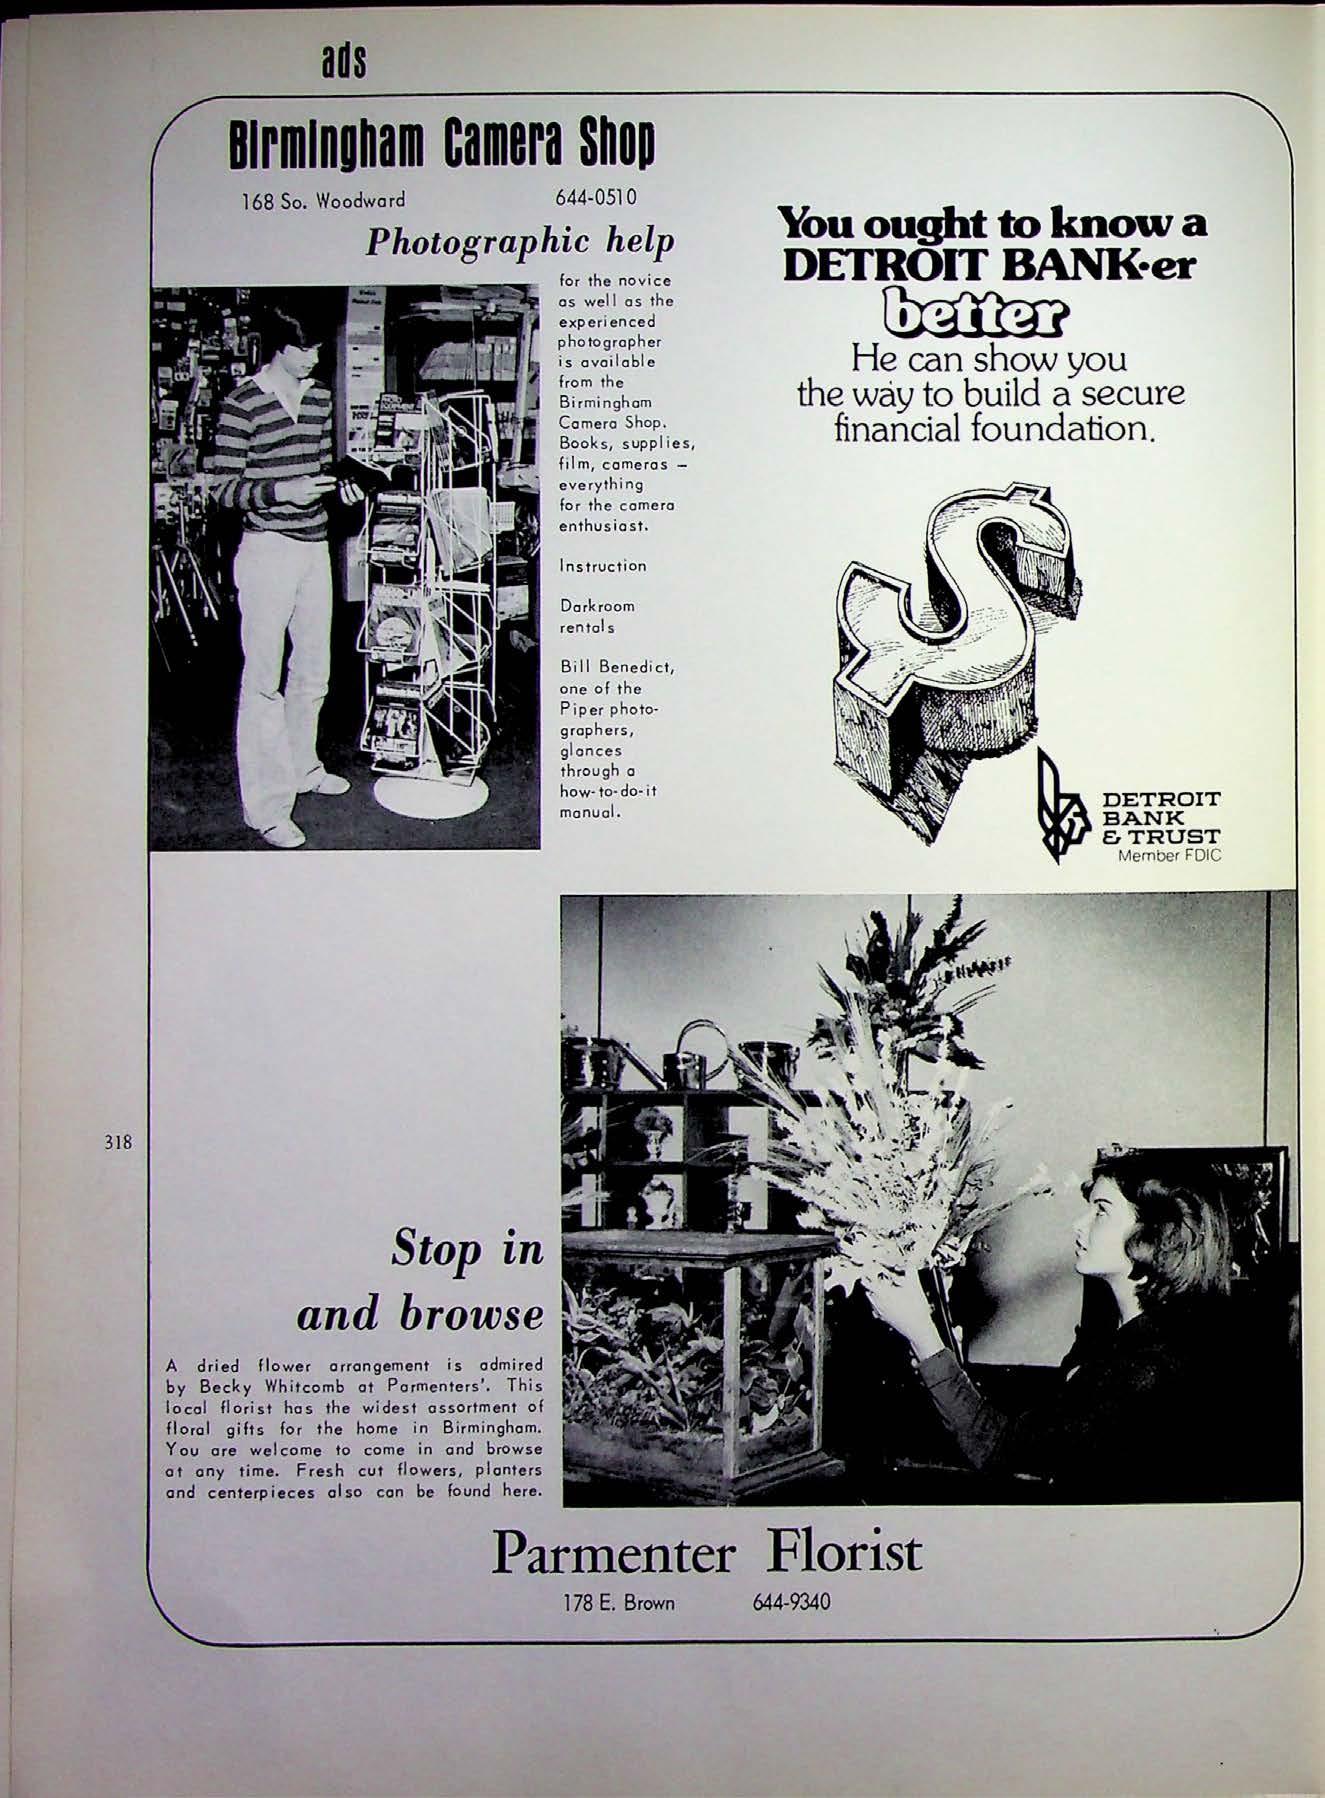 ads
Birmingham Camera Shop
168 So. Woodward 644-0510
Photographic help
for the novice
as well as the
experienced
photographer
is available
from the
Birmingham
Camera Shop.
Books, supplies,
film, cameras –
everything
for the camera
enthusiast.
Instruction
Darkroom
rentals
Bill Benedict,
one of the
Piper photo-
graphers,
glances
through a
how-to-do-it
manual.
You ought to know a
DETROIT BANK·er
better
He can show you
the way to build a secure
financial foundation.
DETROIT
BANK
& TRUST
Member FDIC
318
Stop in
and browse
A dried flower arrangement is admired
by Becky Whitcomb at Parmenters'. This
local florist has the widest assortment of
floral gifts for the home in Birmingham.
You are welcome to come in and browse
at any time. Fresh cut flowers, planters
and centerpieces also can be found here.
Parmenter Florist
178 E. Brown 644-9340